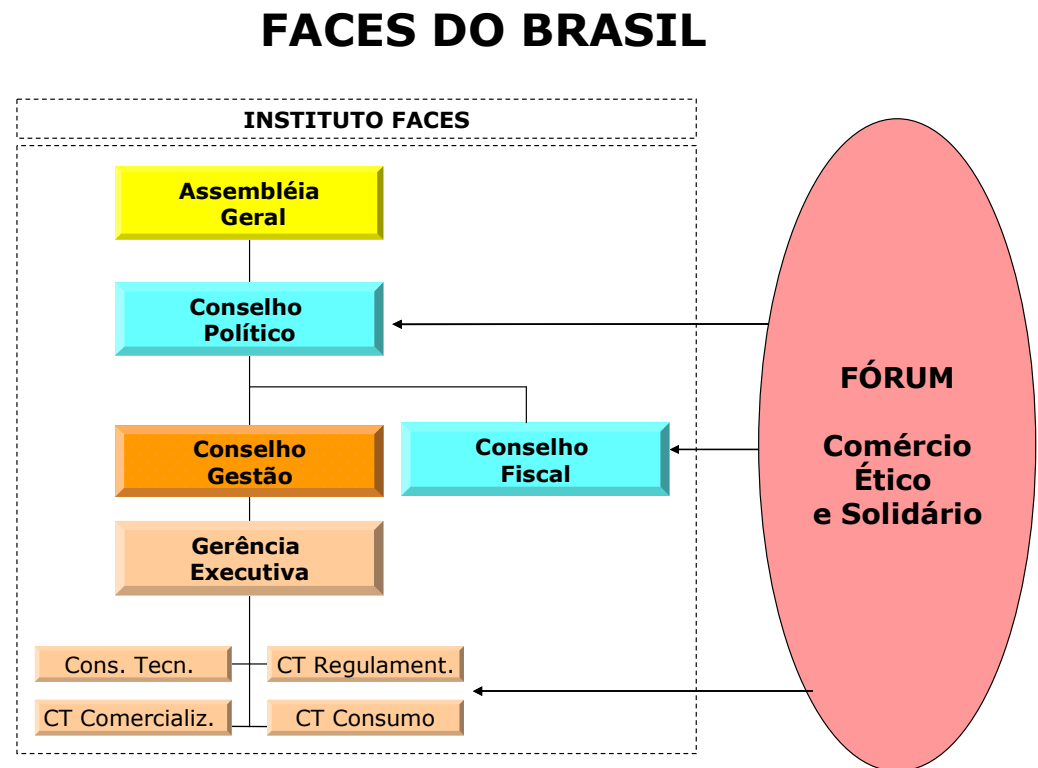 FACES DO BRASIL
INSTITUTO FACES
Assembléia
Geral
Conselho
Político
Conselho
Gestão
Conselho
Fiscal
Gerência
Executiva
Cons. Tecn.
CT Regulament.
CT Comercializ.
CT Consumo
FÓRUM
Comércio
Ético
e Solidário